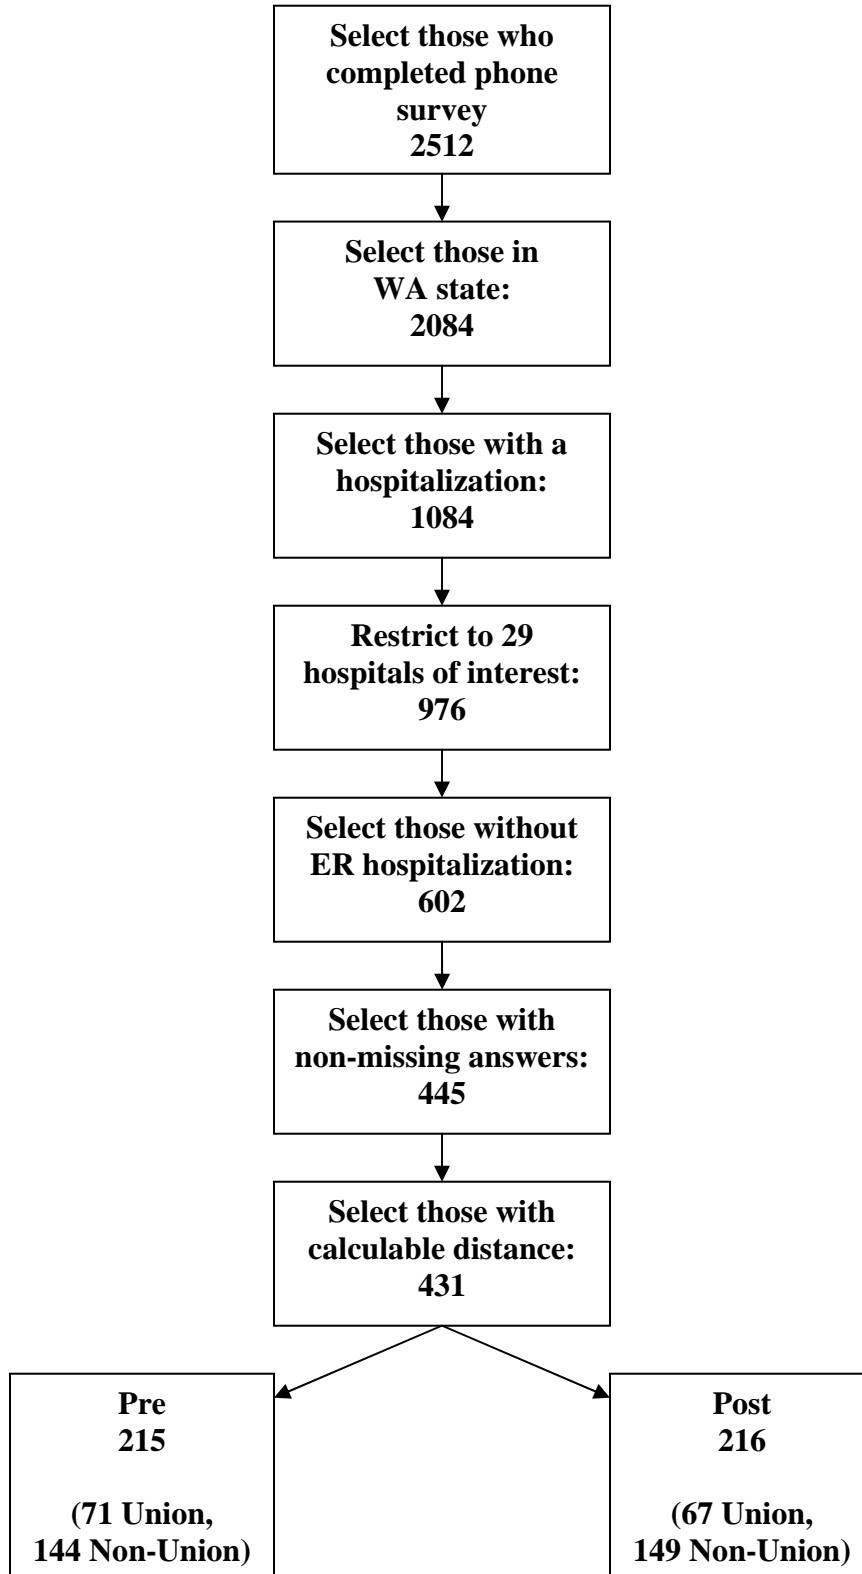 Select those who
completed phone
survey
2512
Select those in
WA state:
2084
Select those with a
hospitalization:
1084
Restrict to 29
hospitals of interest:
976
Select those without
ER hospitalization:
602
Select those with
non-missing answers:
445
Select those with
calculable distance:
431
Pre
215
(71 Union,
144 Non-Union)
Post
216
(67 Union,
149 Non-Union)